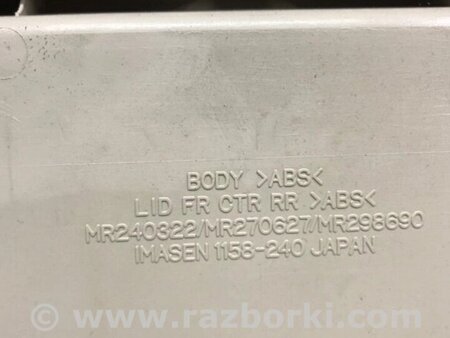 BODY >ABS<
LID FR CTR RR >ABS<
MR240322/MR270627/MR298690
IMASEN 1158-240 JAPAN
© www.razborki.com